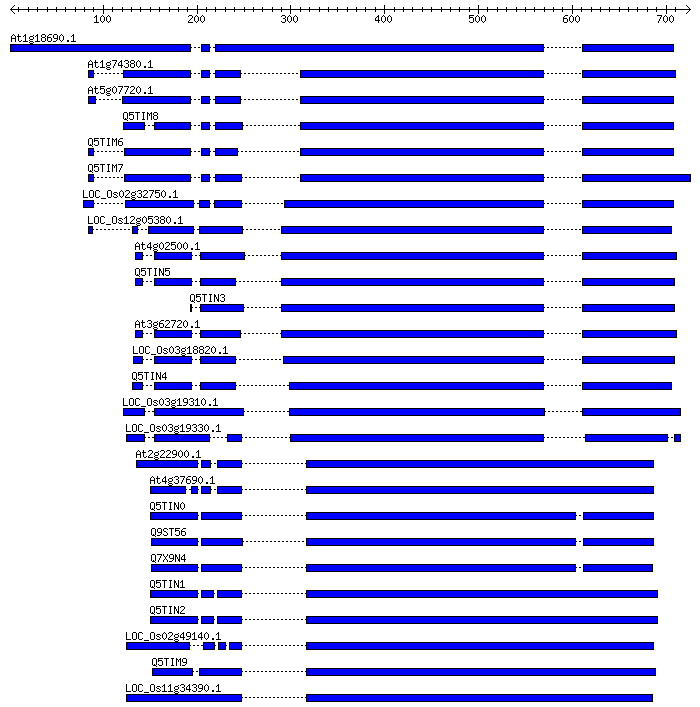 100 200 300 400 500 600 700
At1g18690.1
At1g74380.1
At5g07720.1
Q5TIM8
Q5TIM6
Q5TIM7
LOC_Os02g32750.1
LOC_Os12g05380.1
At4g02500.1
Q5TIN5
Q5TIN3
At3g62720.1
LOC_Os03g18820.1
Q5TIN4
LOC_Os03g19310.1
LOC_Os03g19330.1
At2g22900.1
At4g37690.1
Q5TIN0
Q9ST56
Q7X9N4
Q5TIN1
Q5TIN2
LOC_Os02g49140.1
Q5TIM9
LOC_Os11g34390.1